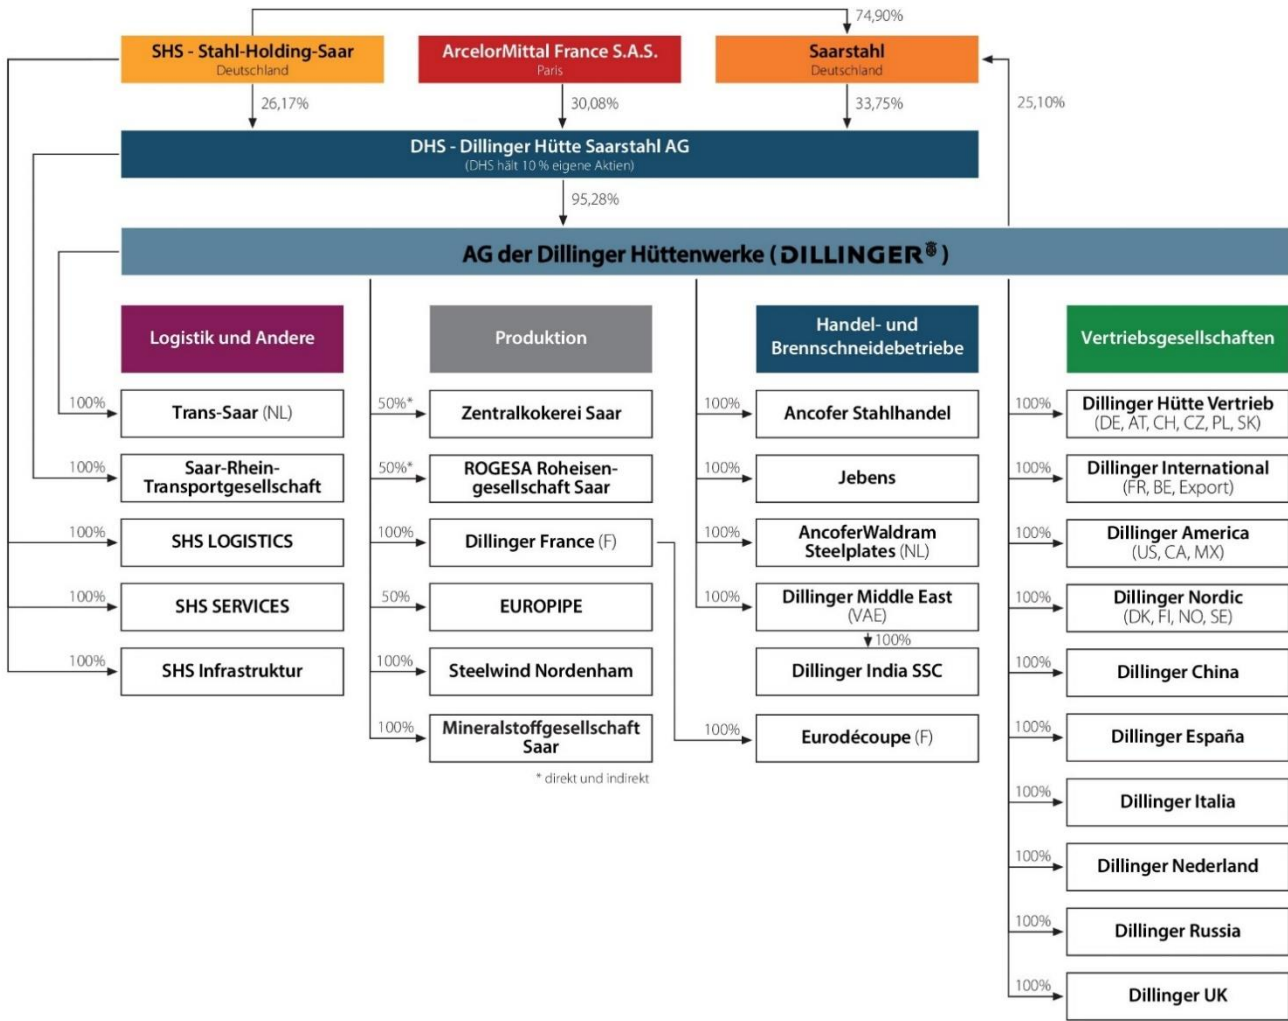 74,90%
SHS - Stahl-Holding-Saar
Deutschland
ArcelorMittal France S.A.S.
Paris
Saarstahl
Deutschland
26,17%
30,08%
33,75%
25,10%
DHS - Dillinger Hütte Saarstahl AG
(DHS hält 10 % eigene Aktien)
95,28%
AG der Dillinger Hüttenwerke (DILLINGER)
Logistik und Andere
100%
Trans-Saar (NL)
100%
Saar-Rhein-
Transportgesellschaft
100%
SHS LOGISTICS
100%
SHS SERVICES
100%
SHS Infrastruktur
Produktion
50%*
Zentralkokerei Saar
50%*
ROGESA Roheisen-
gesellschaft Saar
100%
Dillinger France (F)
50%
EUROPIPE
100%
Steelwind Nordenham
100%
Mineralstoffgesellschaft
Saar
* direkt und indirekt
Handel- und
Brennschneidebetriebe
100%
Ancofer Stahlhandel
100%
Jebens
100%
AncoferWaldram
Steelplates (NL)
100%
Dillinger Middle East
(VAE)
100%
Dillinger India SSC
100%
Eurodécoupe (F)
Vertriebsgesellschaften
100%
Dillinger Hütte Vertrieb
(DE, AT, CH, CZ, PL, SK)
100%
Dillinger International
(FR, BE, Export)
100%
Dillinger America
(US, CA, MX)
100%
Dillinger Nordic
(DK, FI, NO, SE)
100%
Dillinger China
100%
Dillinger España
100%
Dillinger Italia
100%
Dillinger Nederland
100%
Dillinger Russia
100%
Dillinger UK